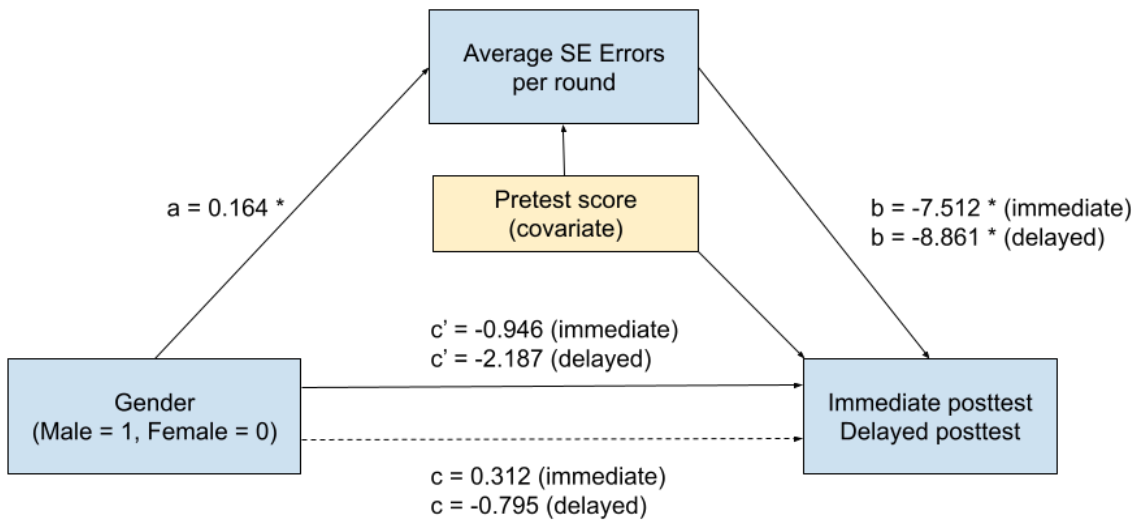 Average SE Errors
per round
Pretest score
(covariate)
a = 0.164 *
b = -7.512 * (immediate)
b = -8.861 * (delayed)
c’ = -0.946 (immediate)
c’ = -2.187 (delayed)
Gender
(Male = 1, Female = 0)
Immediate posttest
Delayed posttest
c = 0.312 (immediate)
c = -0.795 (delayed)